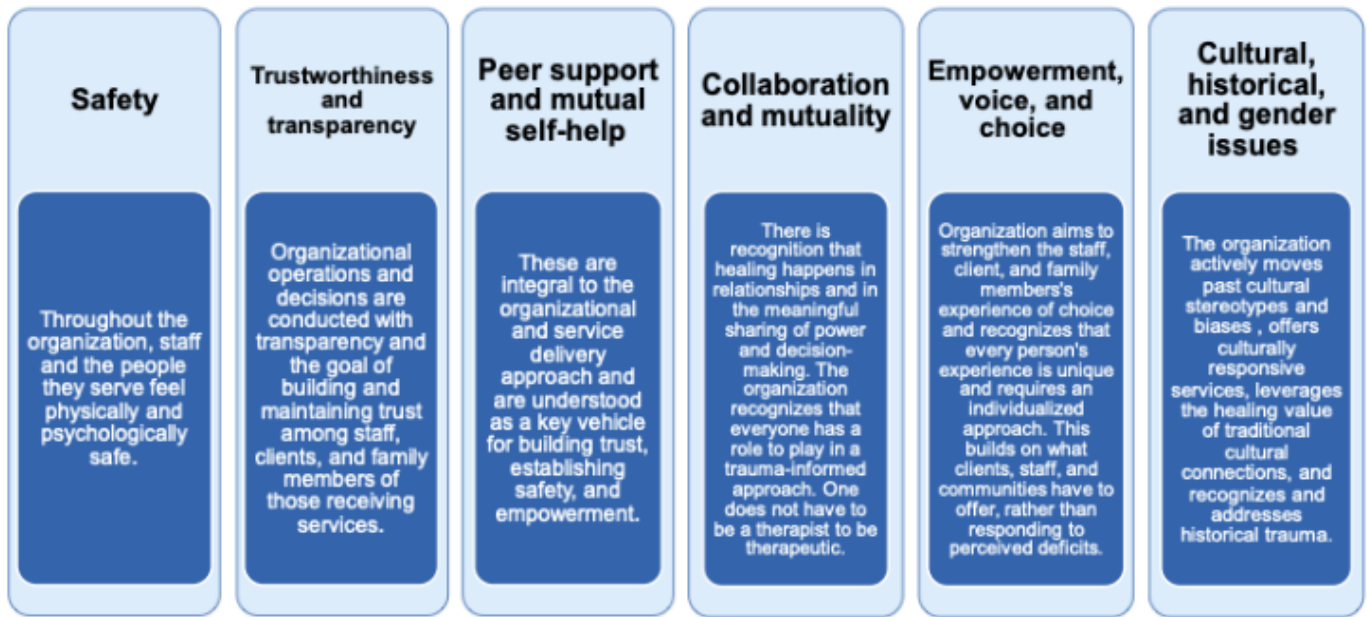 Safety
Throughout the
organization, staff
and the people
they serve feel
physically and
psychologically
safe.
Trustworthiness
and
transparency
Organizational
operations and
decisions are
conducted with
transparency and
the goal of
building and
maintaining trust
among staff,
clients, and family
members of
those receiving
services.
Peer support
and mutual
self-help
These are
integral to the
organizational
and service
delivery
approach and
are understood
as a key vehicle
for building trust,
establishing
safety, and
empowerment.
Collaboration
and mutuality
There is
recognition that
healing happens in
relationships and in
the meaningful
sharing of power
and decision-
making. The
organization
recognizes that
everyone has a
role to play in a
trauma-informed
approach. One
does not have to
be a therapist to be
therapeutic.
Empowerment,
voice, and
choice
Organization aims to
strengthen the staff,
client, and family
members's
experience of choice
and recognizes that
every person's
experience is unique
and requires an
individualized
approach. This
builds on what
clients, staff, and
communities have to
offer, rather than
responding to
perceived deficits.
Cultural,
historical,
and gender
issues
The organization
actively moves
past cultural
stereotypes and
biases , offers
culturally
responsive
services, leverages
the healing value
of traditional
cultural
connections, and
recognizes and
addresses
historical trauma.